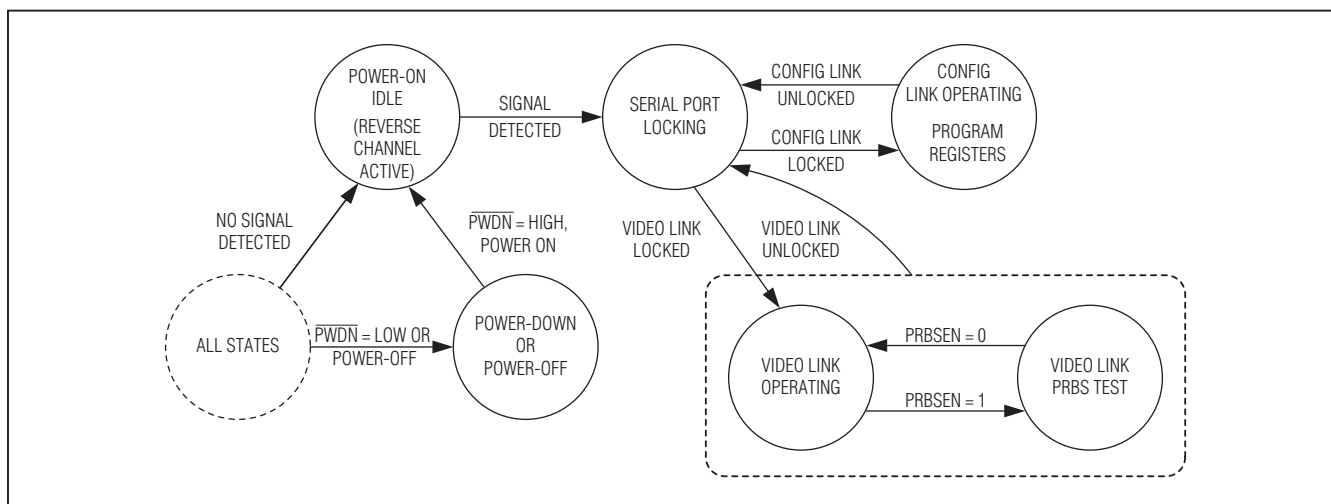 POWER-ON
IDLE
(REVERSE
CHANNEL
ACTIVE)
SIGNAL
DETECTED
SERIAL PORT
LOCKING
CONFIG LINK
UNLOCKED
CONFIG LINK
LOCKED
CONFIG
LINK OPERATING
PROGRAM
REGISTERS
NO SIGNAL
DETECTED
PWDN = HIGH,
POWER ON
VIDEO LINK
LOCKED
VIDEO LINK
UNLOCKED
ALL STATES
PWDN = LOW OR
POWER-OFF
POWER-DOWN
OR
POWER-OFF
VIDEO LINK
OPERATING
PRBSEN = 0
PRBSEN = 1
VIDEO LINK
PRBS TEST